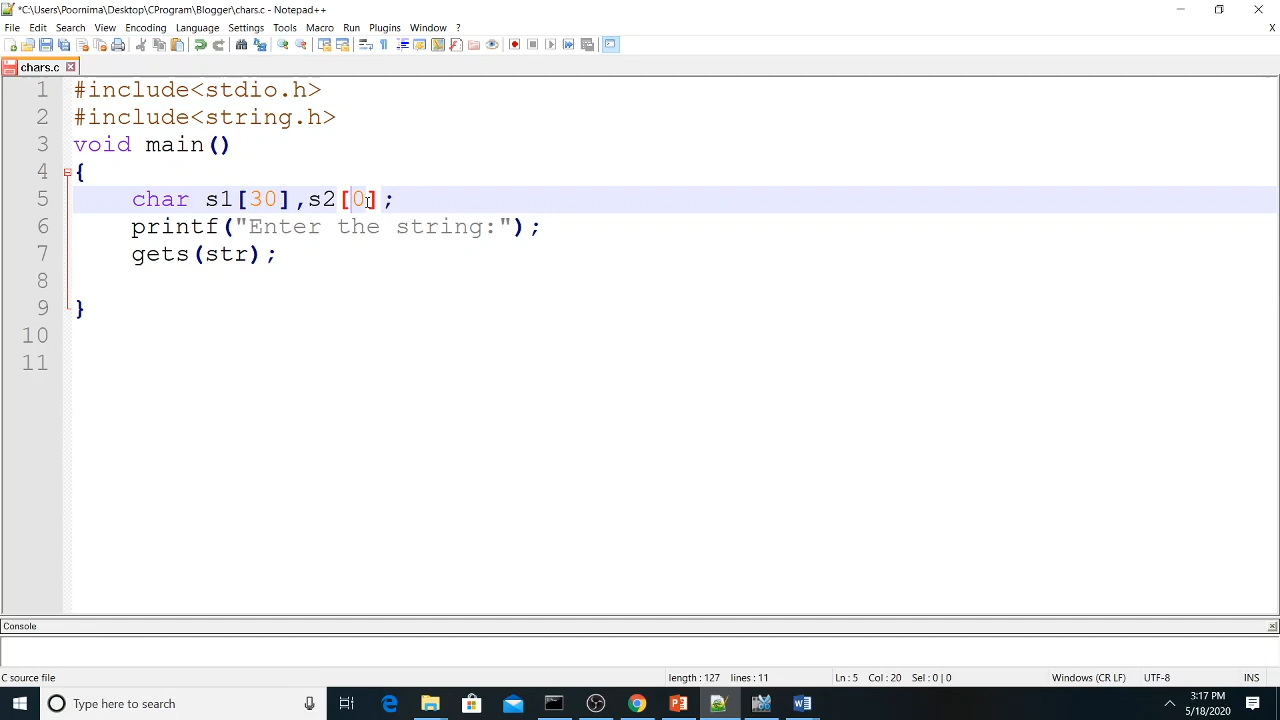 *C:\Users\Poornima\Desktop\CProgram\Blogger\chars.c - Notepad++
File Edit Search View Encoding Language Settings Tools Macro Run Plugins Window ? X
chars.c
1 #include<stdio.h>
2 #include<string.h>
3 void main()
4 {
5 char s1[30],s2[0];
6 printf("Enter the string:");
7 gets(str);
8
9 }
10
11
Console
C source file length : 127 lines : 11 Ln : 5 Col : 20 Sel : 0 | 0 Windows (CR LF) UTF-8 INS
Type here to search
3:17 PM
5/18/2020